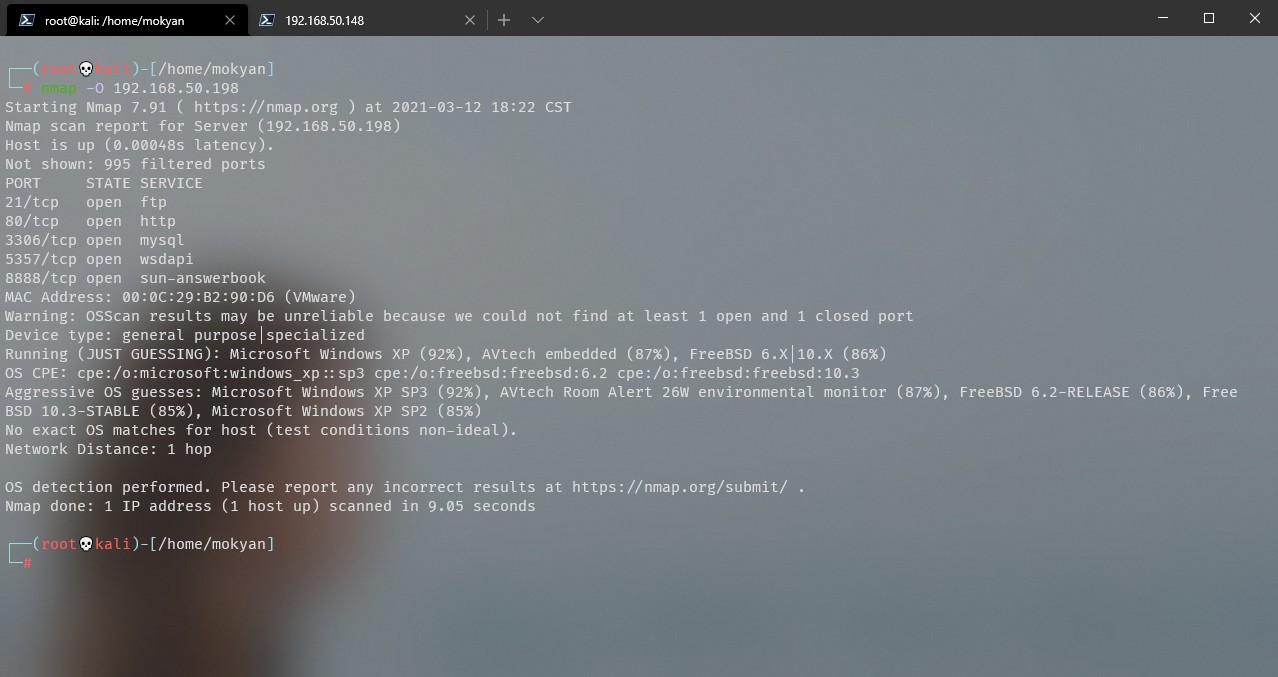 root@kali: /home/mokyan
192.168.50.148
┌──(root💀kali)-[/home/mokyan]
└─# nmap -O 192.168.50.198
Starting Nmap 7.91 ( https://nmap.org ) at 2021-03-12 18:22 CST
Nmap scan report for Server (192.168.50.198)
Host is up (0.00048s latency).
Not shown: 995 filtered ports
PORT     STATE SERVICE
21/tcp   open  ftp
80/tcp   open  http
3306/tcp open  mysql
5357/tcp open  wsdapi
8888/tcp open  sun-answerbook
MAC Address: 00:0C:29:B2:90:D6 (VMware)
Warning: OSScan results may be unreliable because we could not find at least 1 open and 1 closed port
Device type: general purpose|specialized
Running (JUST GUESSING): Microsoft Windows XP (92%), AVtech embedded (87%), FreeBSD 6.X|10.X (86%)
OS CPE: cpe:/o:microsoft:windows_xp::sp3 cpe:/o:freebsd:freebsd:6.2 cpe:/o:freebsd:freebsd:10.3
Aggressive OS guesses: Microsoft Windows XP SP3 (92%), AVtech Room Alert 26W environmental monitor (87%), FreeBSD 6.2-RELEASE (86%), Free
BSD 10.3-STABLE (85%), Microsoft Windows XP SP2 (85%)
No exact OS matches for host (test conditions non-ideal).
Network Distance: 1 hop
OS detection performed. Please report any incorrect results at https://nmap.org/submit/ .
Nmap done: 1 IP address (1 host up) scanned in 9.05 seconds
┌──(root💀kali)-[/home/mokyan]
└─#